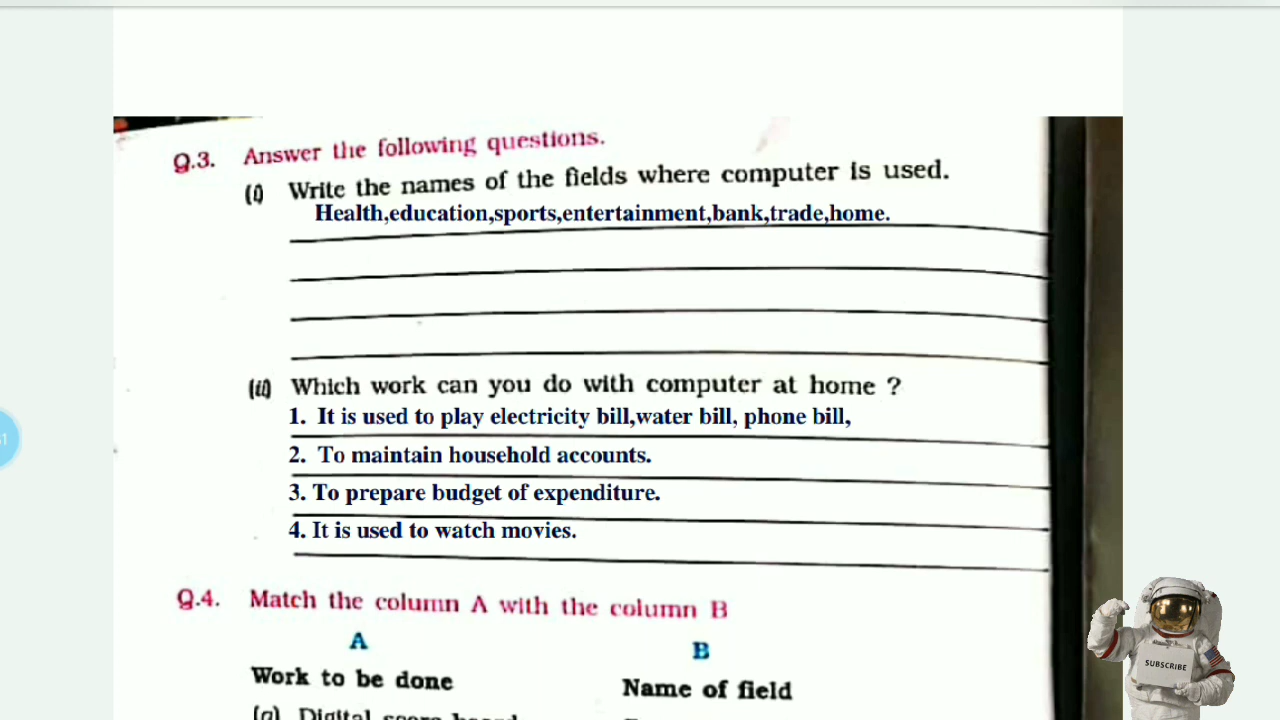 Q.3. Answer the following questions.
(i) Write the names of the fields where computer is used.
Health,education,sports,entertainment,bank,trade,home.
(ii) Which work can you do with computer at home ?
1. It is used to play electricity bill,water bill, phone bill,
2. To maintain household accounts.
3. To prepare budget of expenditure.
4. It is used to watch movies.
Q.4. Match the column A with the column B
A B
Work to be done Name of field
(a) Digital score board
SUBSCRIBE